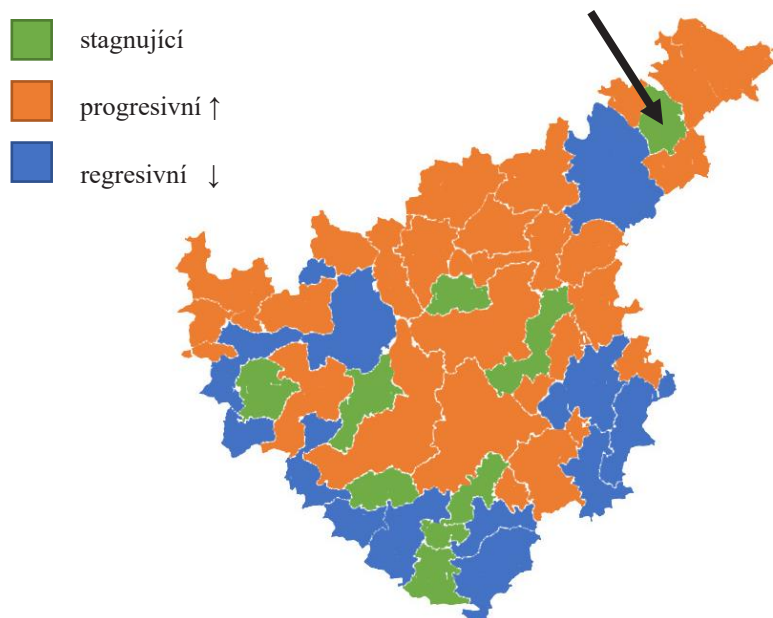 stagnující
progresivní ↑
regresivní ↓